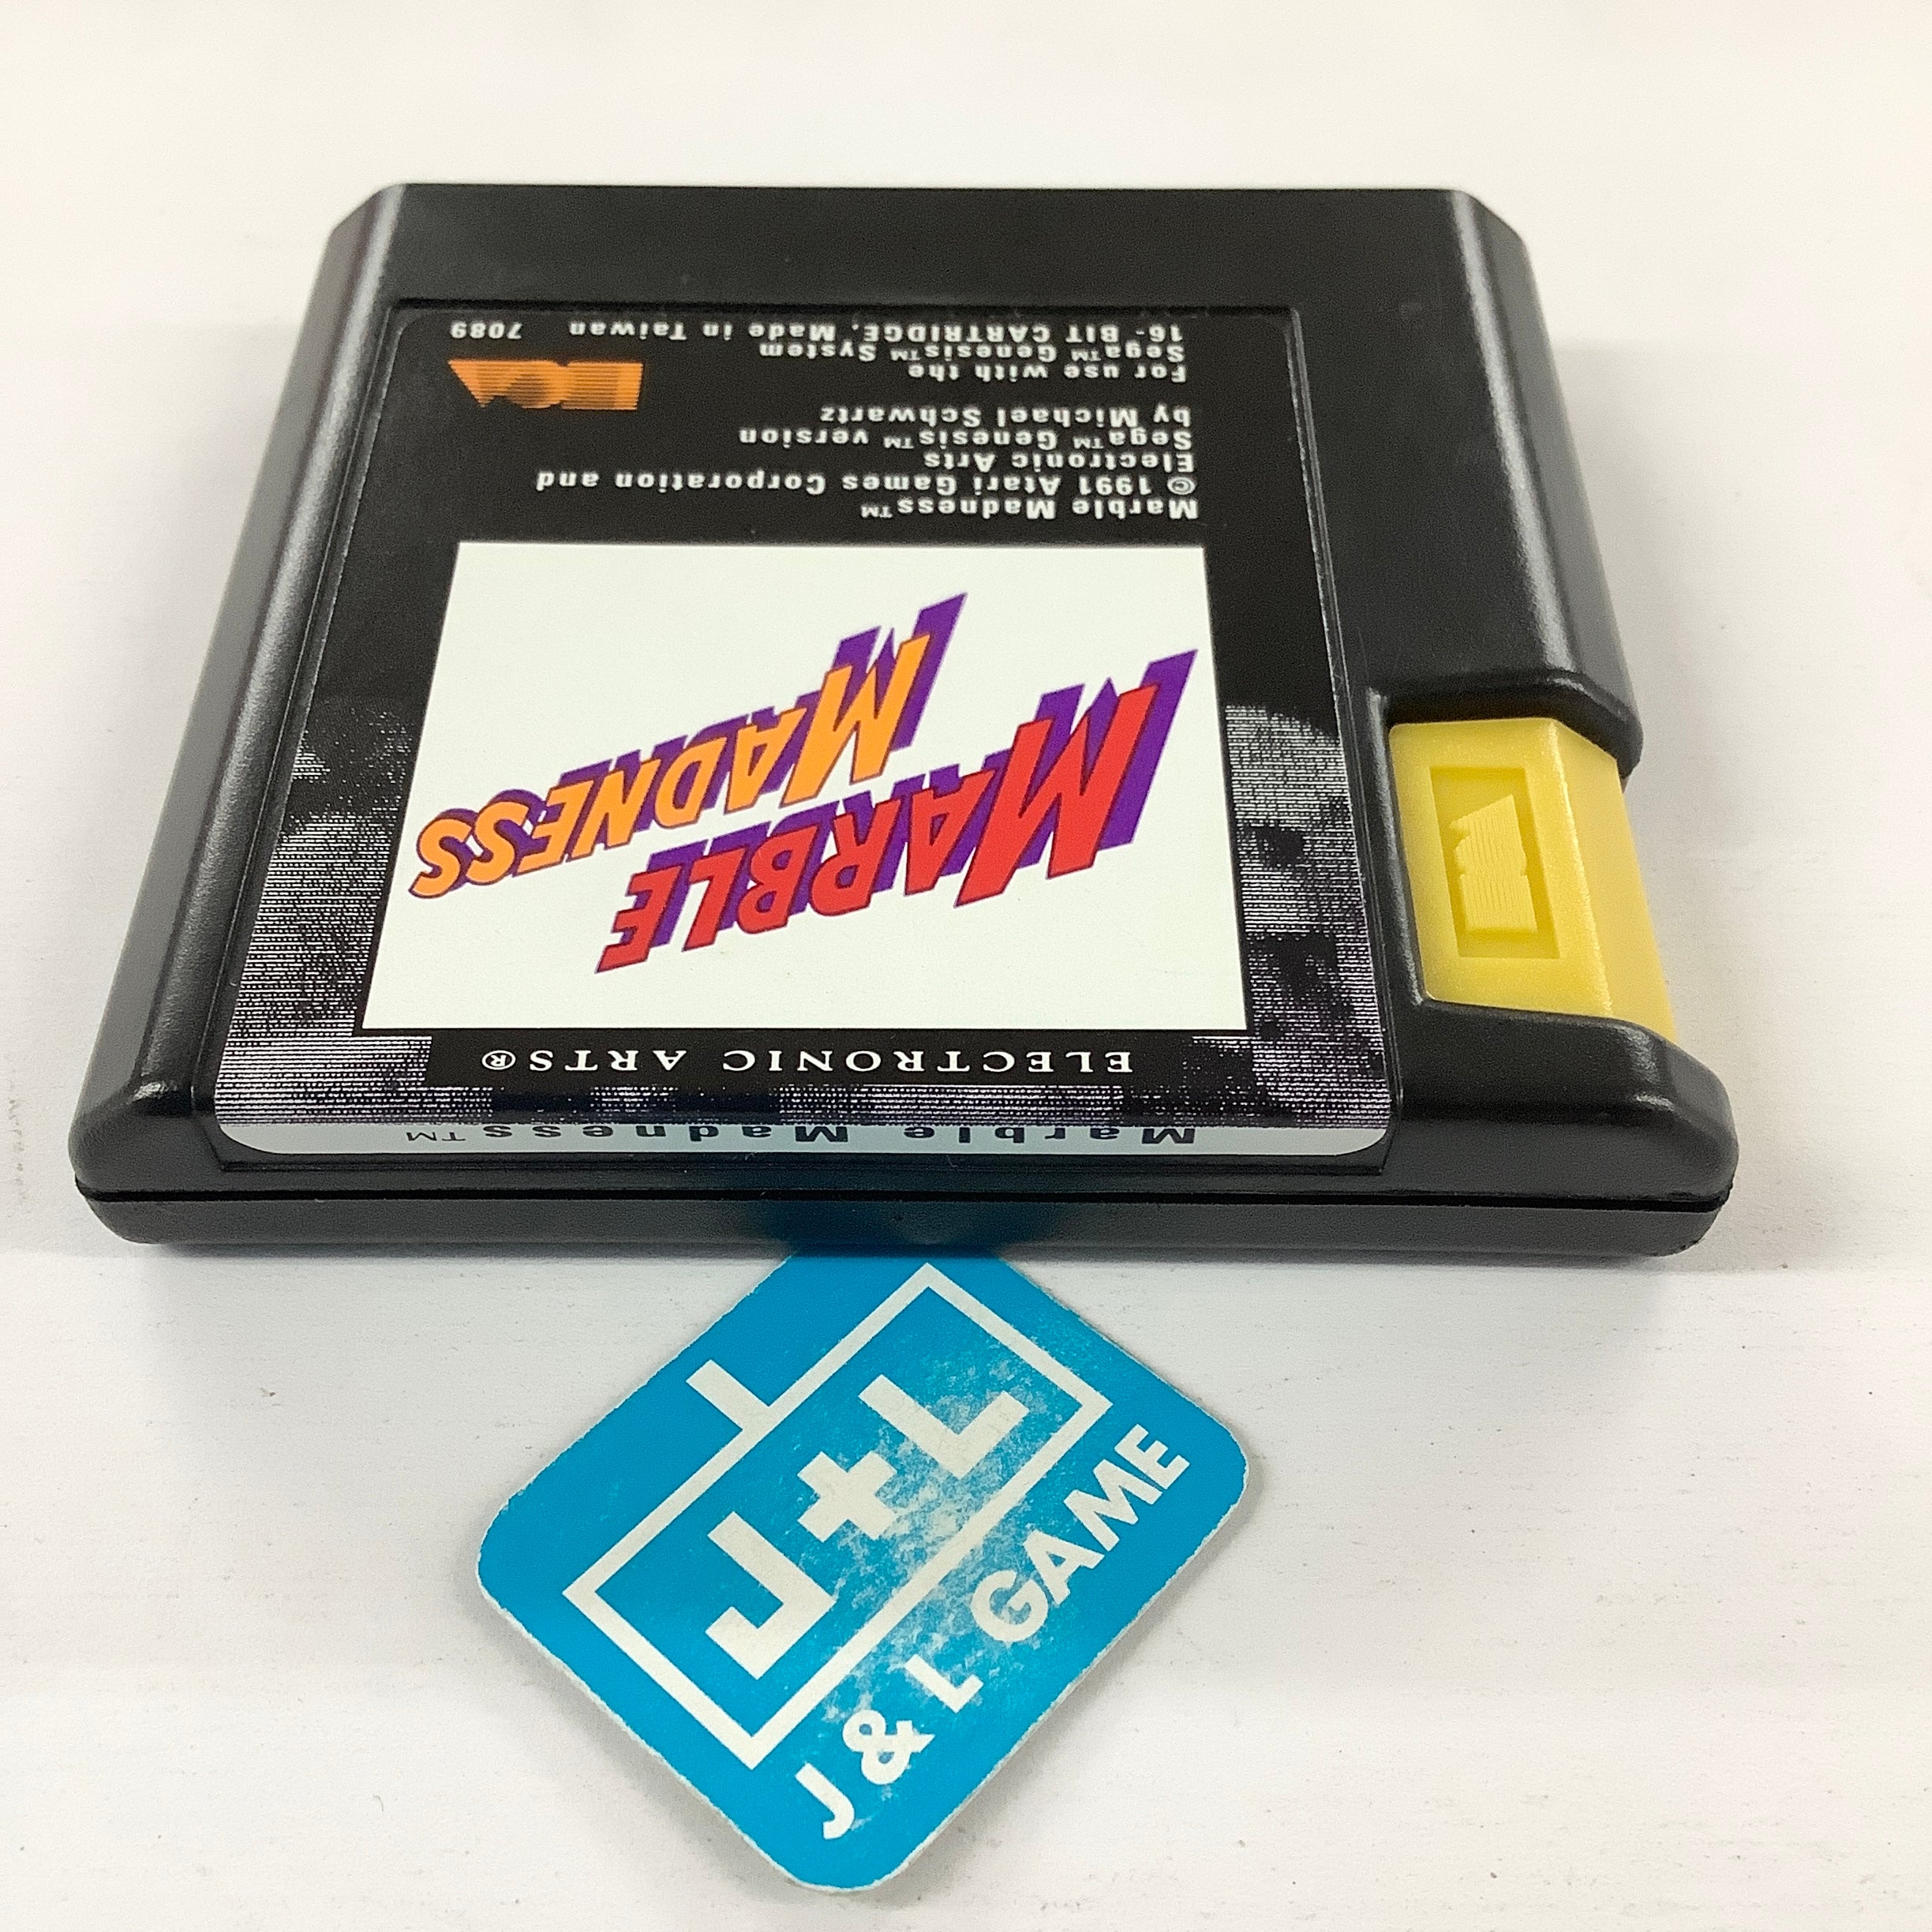 Marble Madness™
ELECTRONIC ARTS®
MARBLE
MADNESS
Marble Madness™
© 1991 Atari Games Corporation and
Electronic Arts
Sega™ Genesis™ version
by Michael Schwartz
For use with the
Sega™ Genesis™ System
16-BIT CARTRIDGE. Made in Taiwan 7089
EOA
J+L
J & L GAME